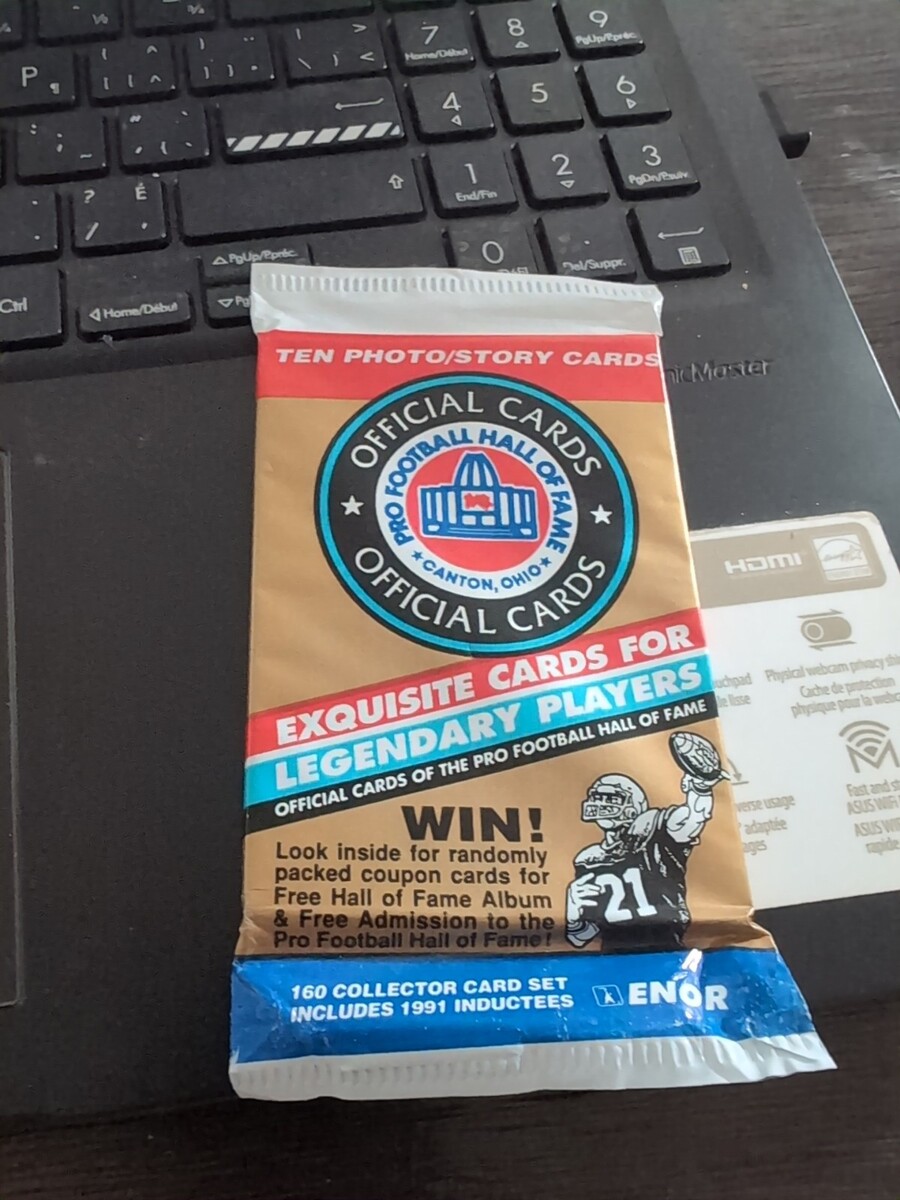 7
Home/Début
8
9
PgUp/P.préc.
P
4
5
6
1
End/Fin
2
3
PgDn/P.suiv.
? É
/
0
Del/Suppr.
PgUp/P.préc.
Ctrl
Home/Début
TEN PHOTO/STORY CARDS
OFFICIAL CARDS
PRO FOOTBALL HALL OF FAME
CANTON, OHIO
OFFICIAL CARDS
EXQUISITE CARDS FOR
LEGENDARY PLAYERS
OFFICIAL CARDS OF THE PRO FOOTBALL HALL OF FAME
WIN!
Look inside for randomly
packed coupon cards for
Free Hall of Fame Album
& Free Admission to the
Pro Football Hall of Fame!
21
160 COLLECTOR CARD SET
INCLUDES 1991 INDUCTEES
ENOR
HDMI
Physical webcam privacy
Cache de protection
physique pour la
Fast and
ASUS
ASUS